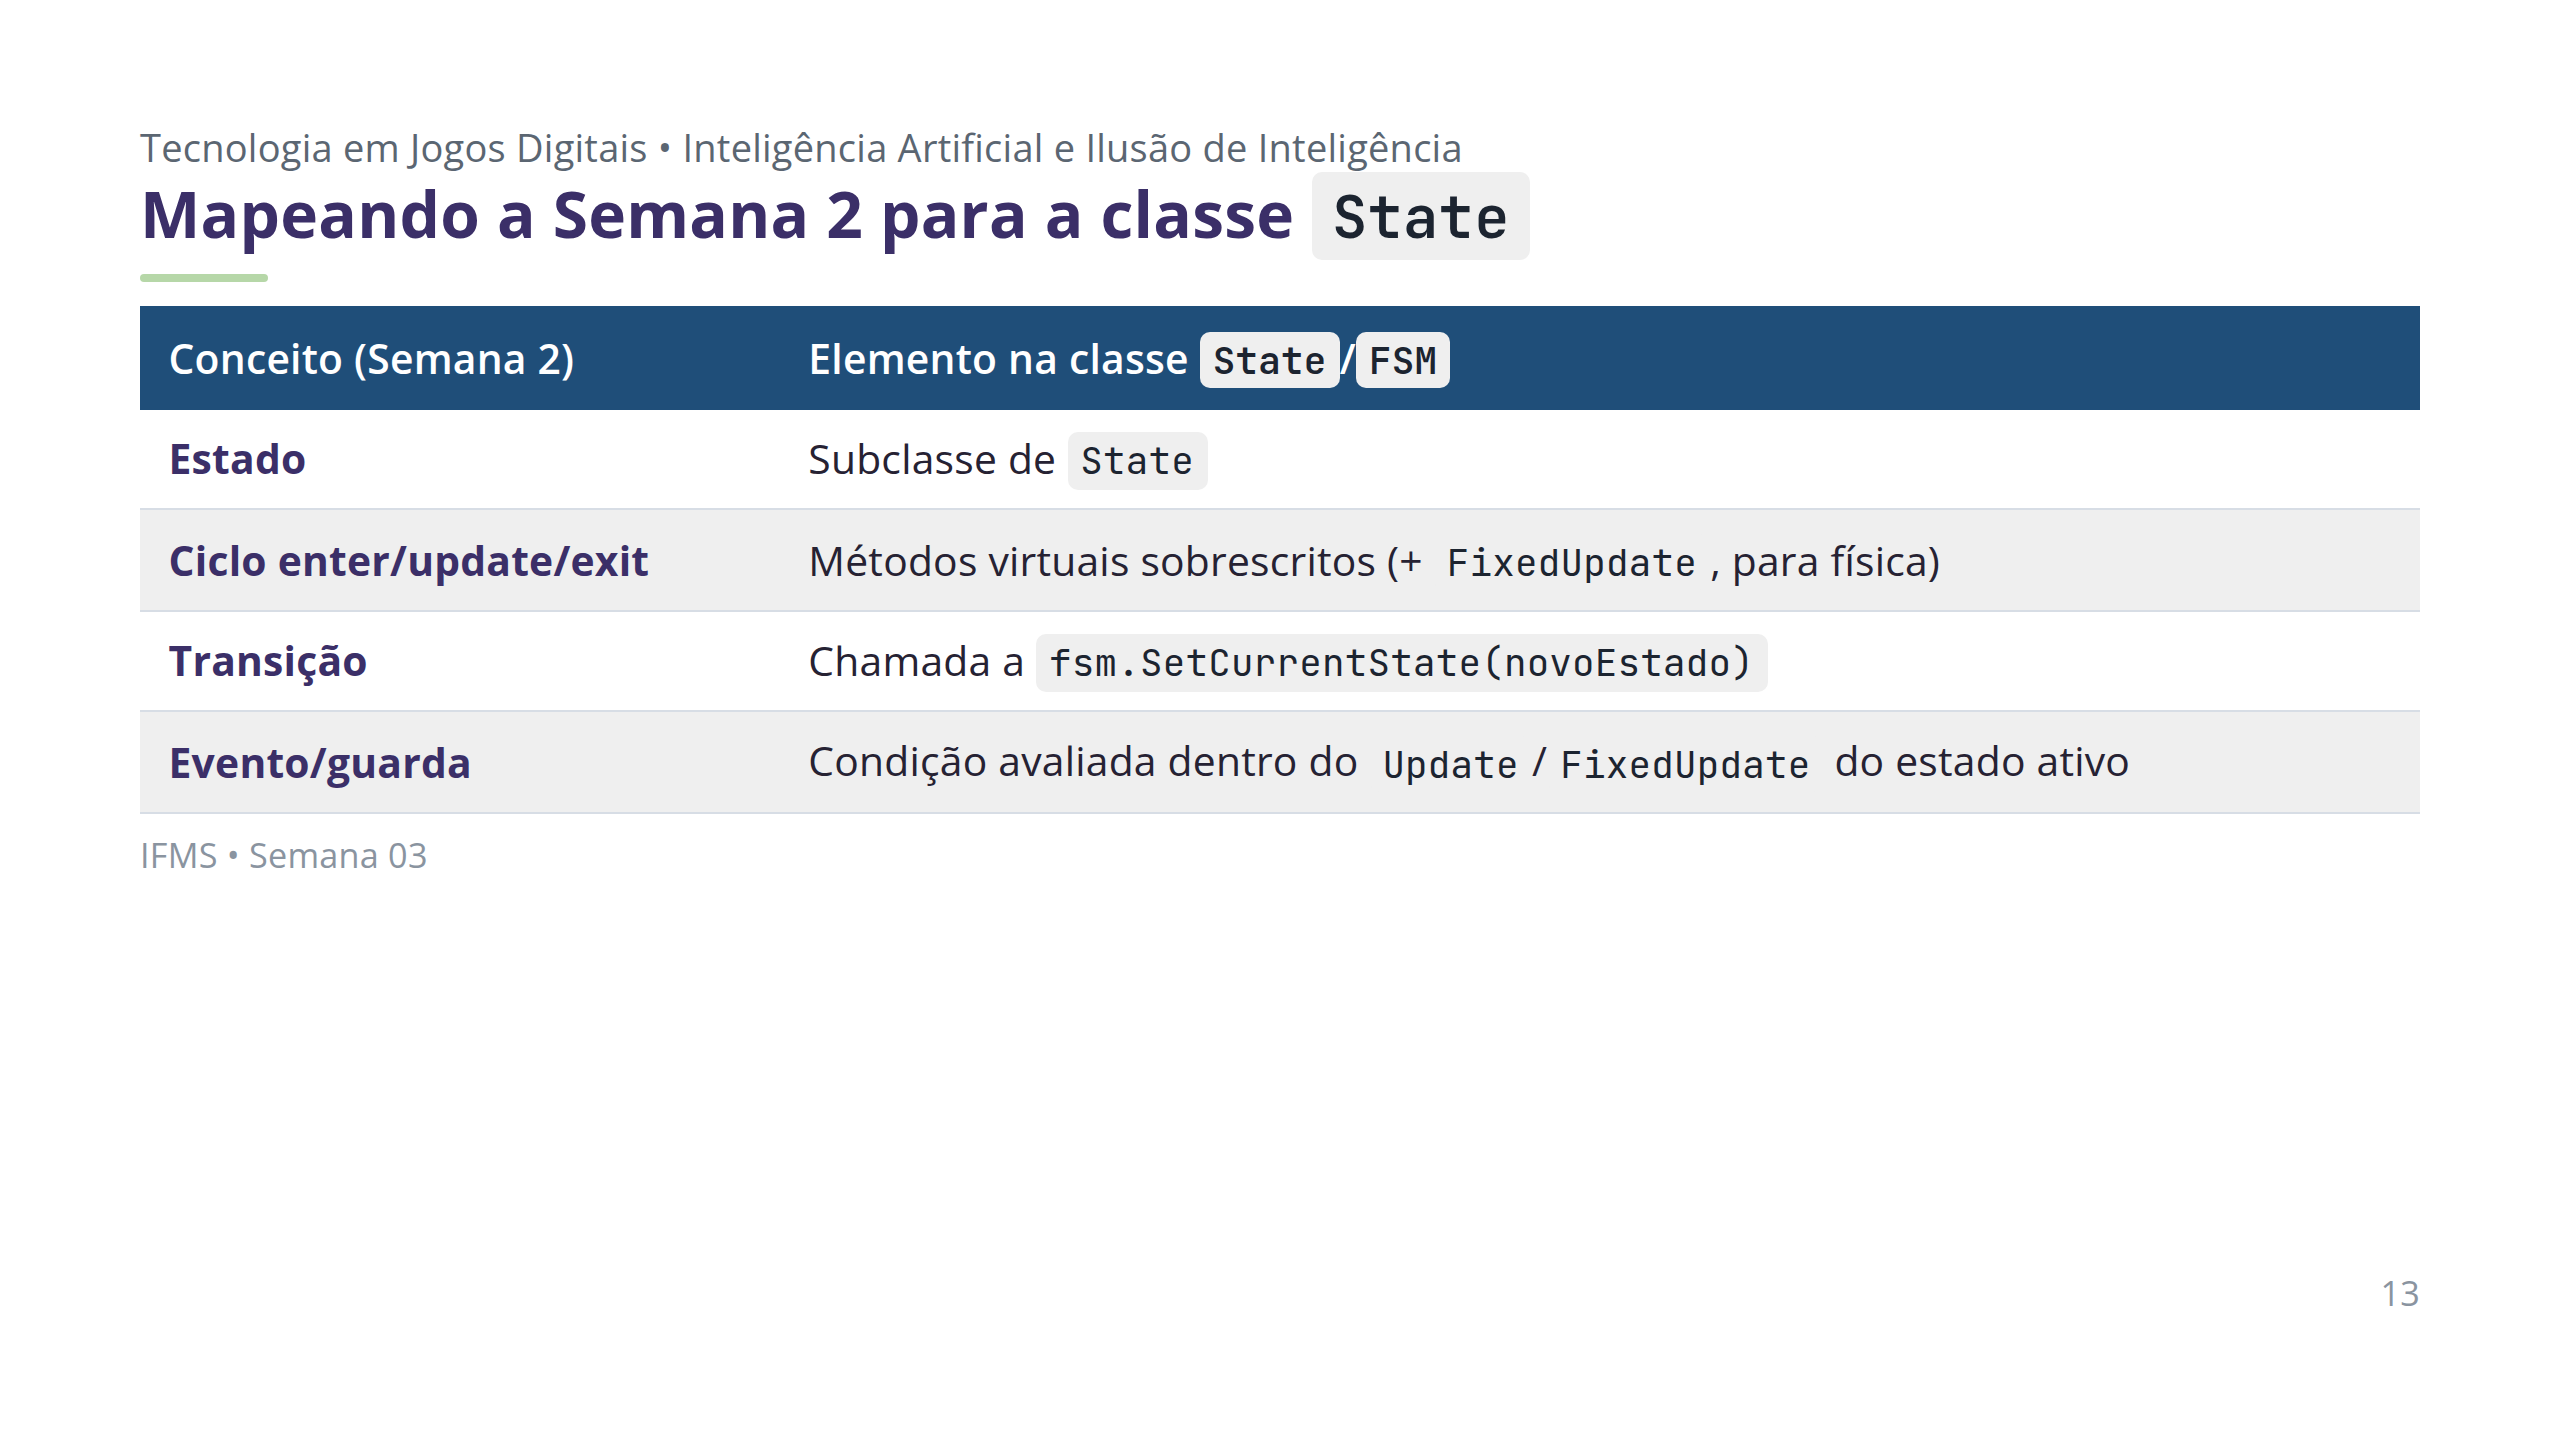 Tecnologia em Jogos Digitais • Inteligência Artificial e Ilusão de Inteligência
Mapeando a Semana 2 para a classe State
Conceito (Semana 2) Elemento na classe State/FSM
Estado Subclasse de State
Ciclo enter/update/exit Métodos virtuais sobrescritos (+ FixedUpdate, para física)
Transição Chamada a fsm.SetCurrentState(novoEstado)
Evento/guarda Condição avaliada dentro do Update/FixedUpdate do estado ativo
IFMS • Semana 03
13